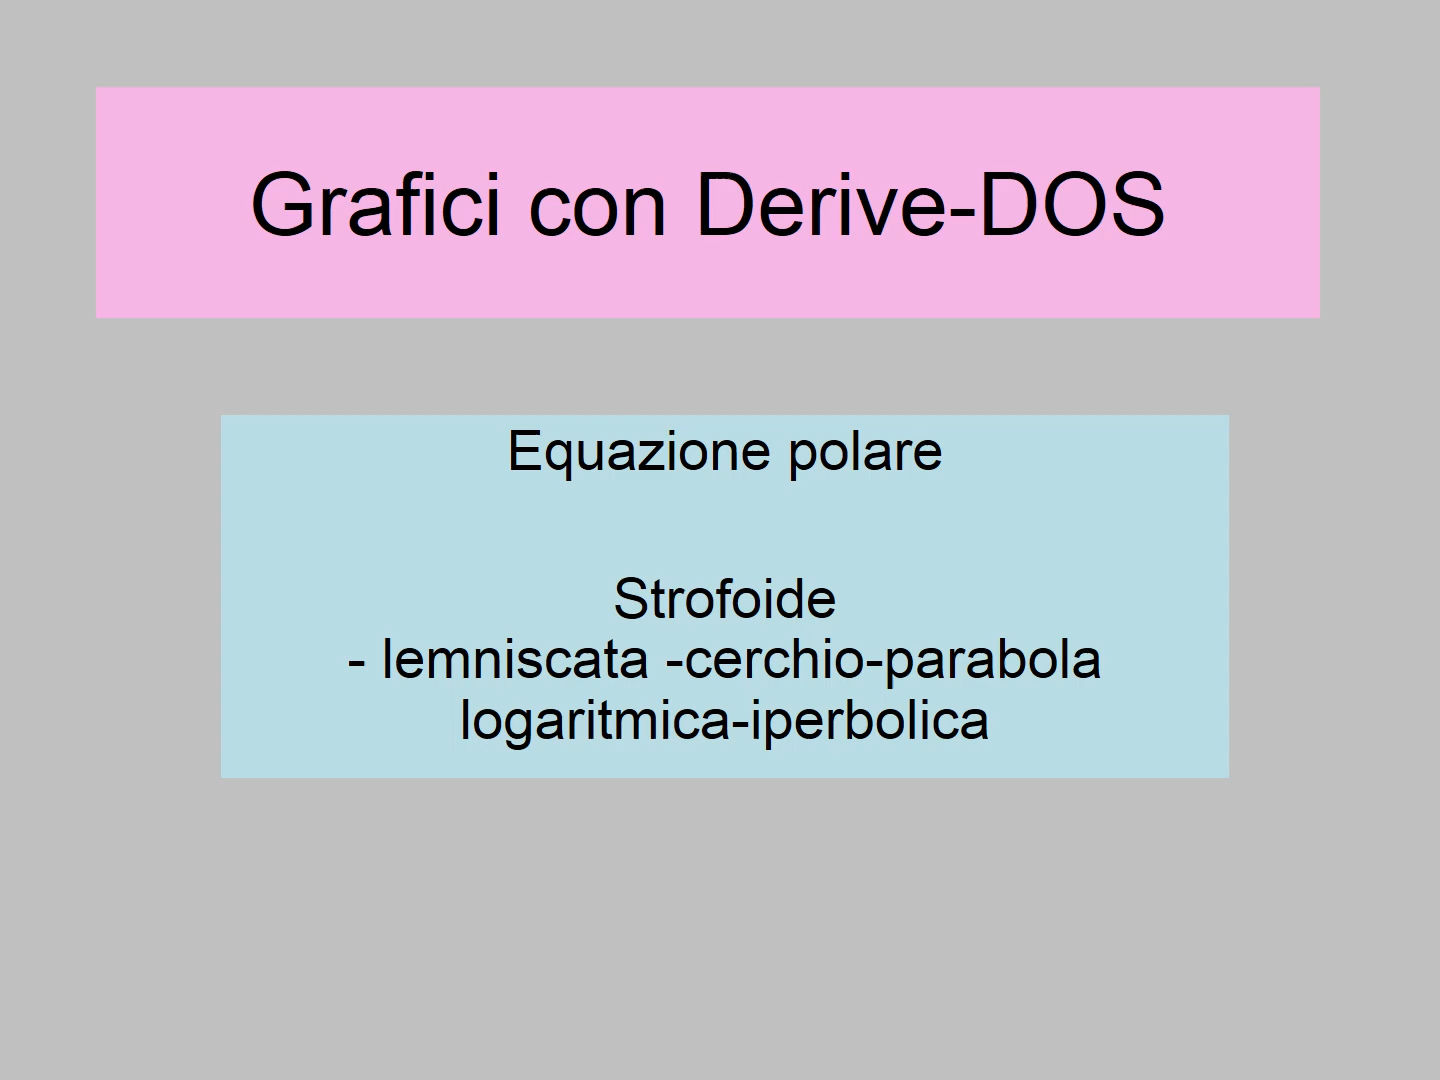 Grafici con Derive-DOS
Equazione polare
Strofoide
- lemniscata -cerchio-parabola
logaritmica-iperbolica